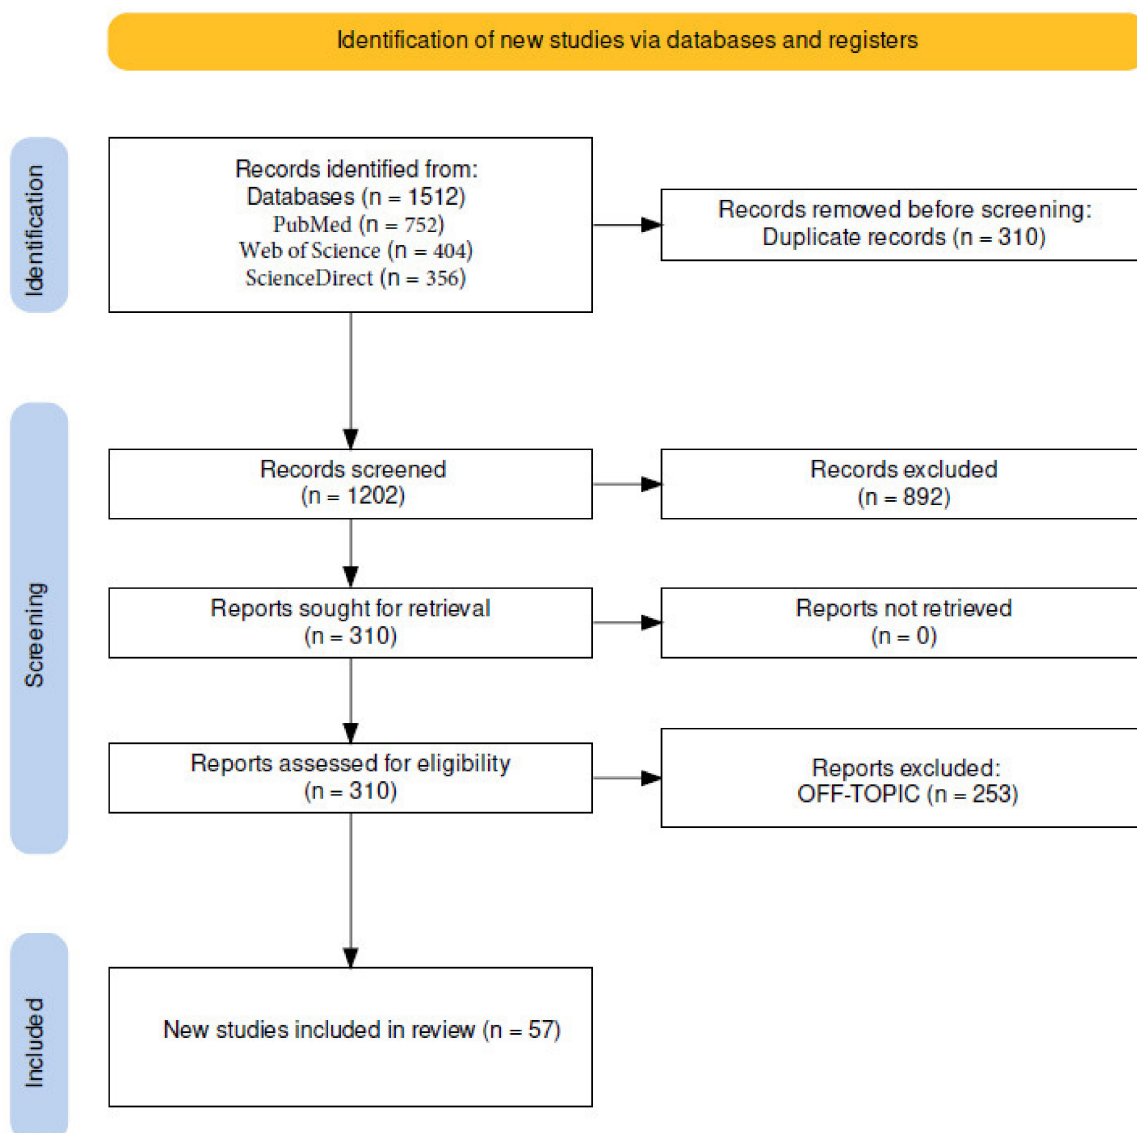 Identification of new studies via databases and registers
Identification
Records identified from:
Databases (n = 1512)
PubMed (n = 752)
Web of Science (n = 404)
ScienceDirect (n = 356)
Records removed before screening:
Duplicate records (n = 310)
Screening
Records screened
(n = 1202)
Records excluded
(n = 892)
Reports sought for retrieval
(n = 310)
Reports not retrieved
(n = 0)
Reports assessed for eligibility
(n = 310)
Reports excluded:
OFF-TOPIC (n = 253)
Included
New studies included in review (n = 57)